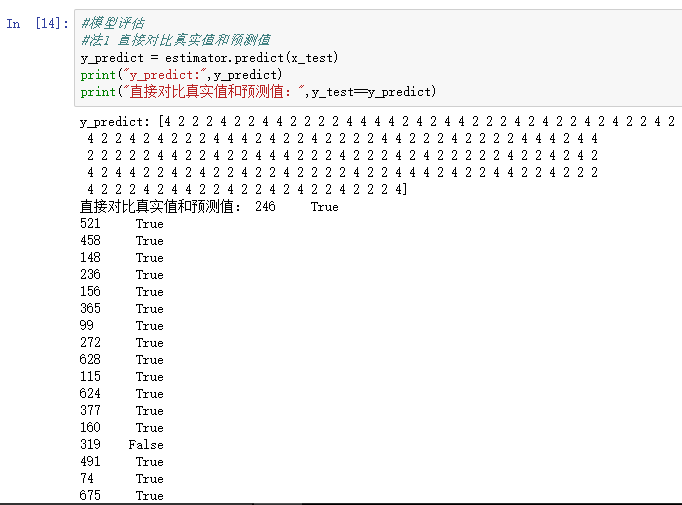 In [14]:
#模型评估
#法1 直接对比真实值和预测值
y_predict = estimator.predict(x_test)
print("y_predict:",y_predict)
print("直接对比真实值和预测值: ",y_test==y_predict)
y_predict: [4 2 2 2 4 2 2 4 4 2 2 2 2 4 4 4 4 2 4 2 4 2 2 4 2 4 2 2 4 2 4 2 4 2 2 4 2
4 2 2 4 2 4 2 2 2 4 4 2 2 2 2 2 2 2 4 4 2 2 2 4 2 2 2 2 4 4 4 2 4 2 4 4
2 2 2 2 2 4 4 2 2 4 2 4 4 2 2 2 4 2 2 4 4 2 2 4 4 2 2 2 2 2 2 4 4 2 4 2
4 2 4 4 2 2 4 2 2 4 2 2 4 2 2 4 2 2 2 4 4 2 4 4 4 2 4 2 2 4 4 2 2 4 2 2 2
4 2 2 2 4 2 4 4 2 2 4 2 2 4 2 4 2 2 4 2 2 2 4]
直接对比真实值和预测值: 246 True
521 True
458 True
148 True
236 True
156 True
365 True
99 True
272 True
628 True
115 True
624 True
377 True
160 True
319 False
491 True
74 True
675 True